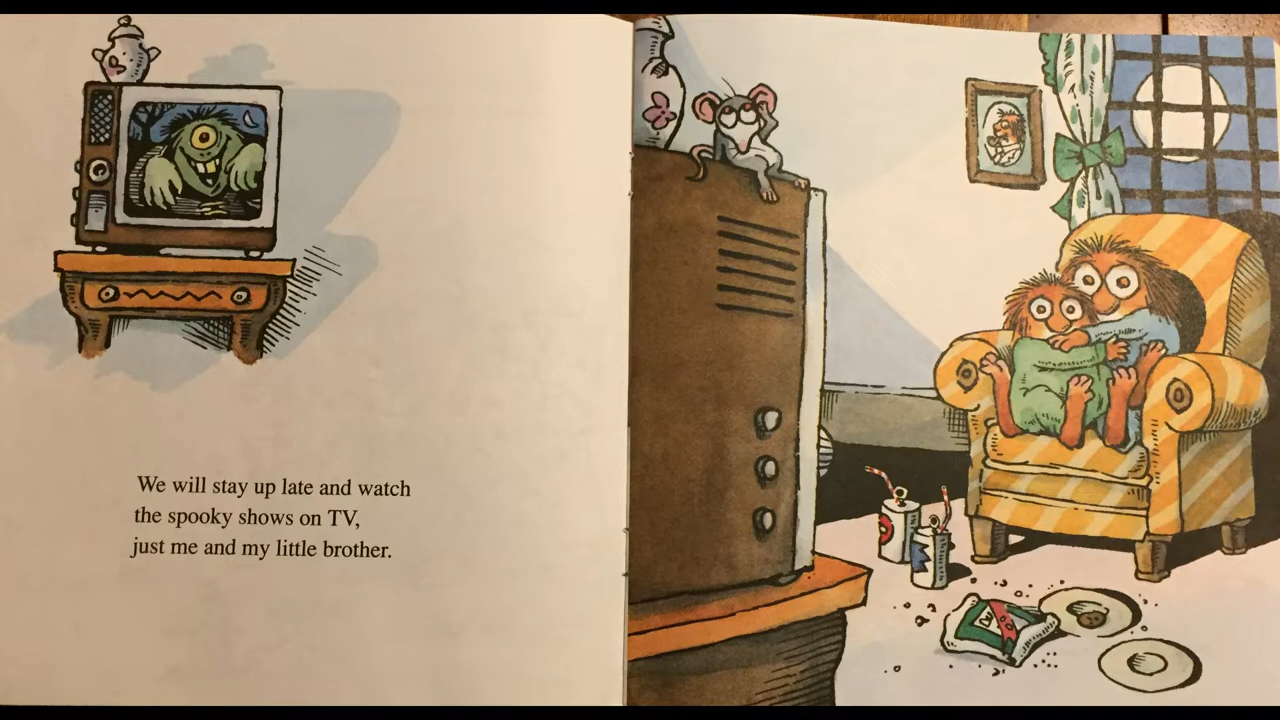 We will stay up late and watch
the spooky shows on TV,
just me and my little brother.